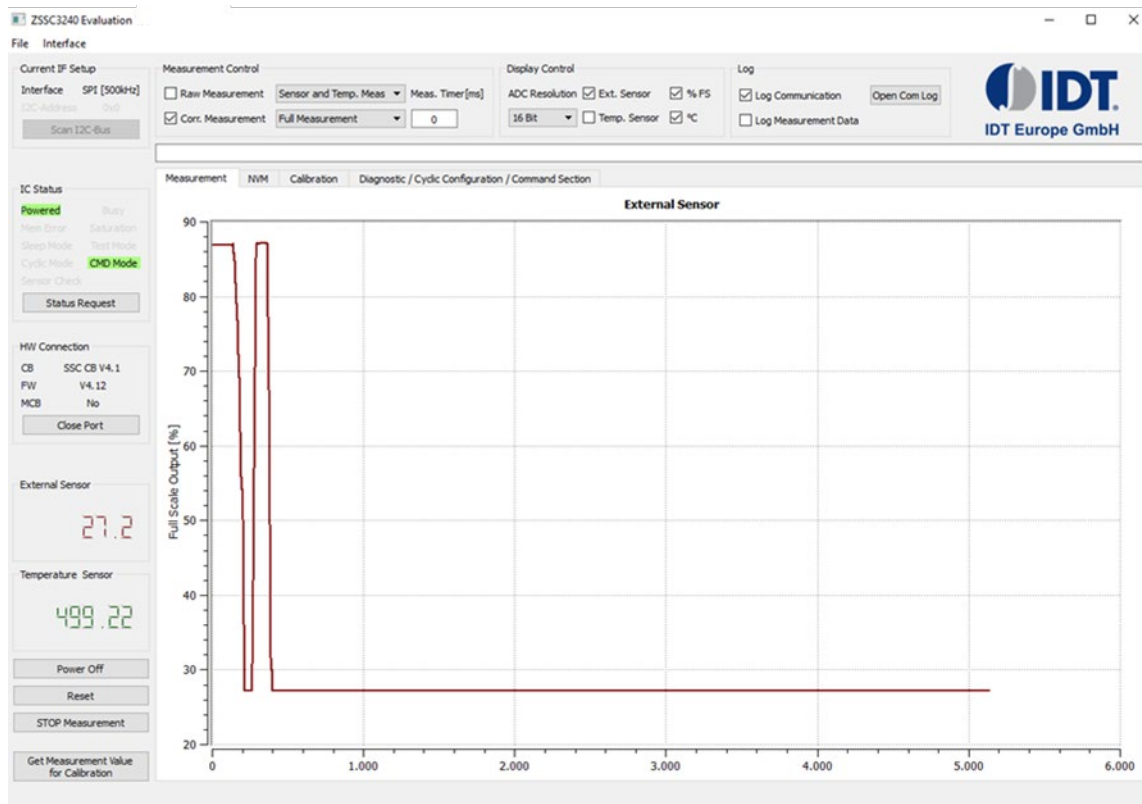 ZSSC3240 Evaluation
File Interface
Current IF Setup
Interface SPI [500kHz]
I2C-Address 0x0
Scan I2C-Bus
Measurement Control
Raw Measurement Sensor and Temp. Meas Meas. Timer[ms]
Corr. Measurement Full Measurement 0
Display Control
ADC Resolution Ext. Sensor % FS
16 Bit Temp. Sensor °C
Log
Log Communication Open Com Log
Log Measurement Data
IDT.
IDT Europe GmbH
IC Status
Powered Busy
Mem Error Saturation
Sleep Mode Test Mode
Cyclic Mode CMD Mode
Sensor Check
Status Request
HW Connection
CB SSC CB V4.1
FW V4.12
MCB No
Close Port
External Sensor
27.2
Temperature Sensor
499.22
Power Off
Reset
STOP Measurement
Get Measurement Value
for Calibration
Measurement NVM Calibration Diagnostic / Cyclic Configuration / Command Section
External Sensor
Full Scale Output [%]
90
80
70
60
50
40
30
20
0 1.000 2.000 3.000 4.000 5.000 6.000